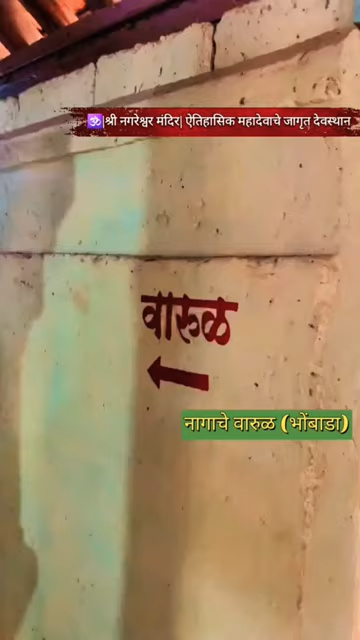 🕉️|श्री नगरेश्वर मंदिर| ऐतिहासिक महादेवाचे जागृत देवस्थान
वारुळ
नागाचे वारुळ (भोंबाडा)